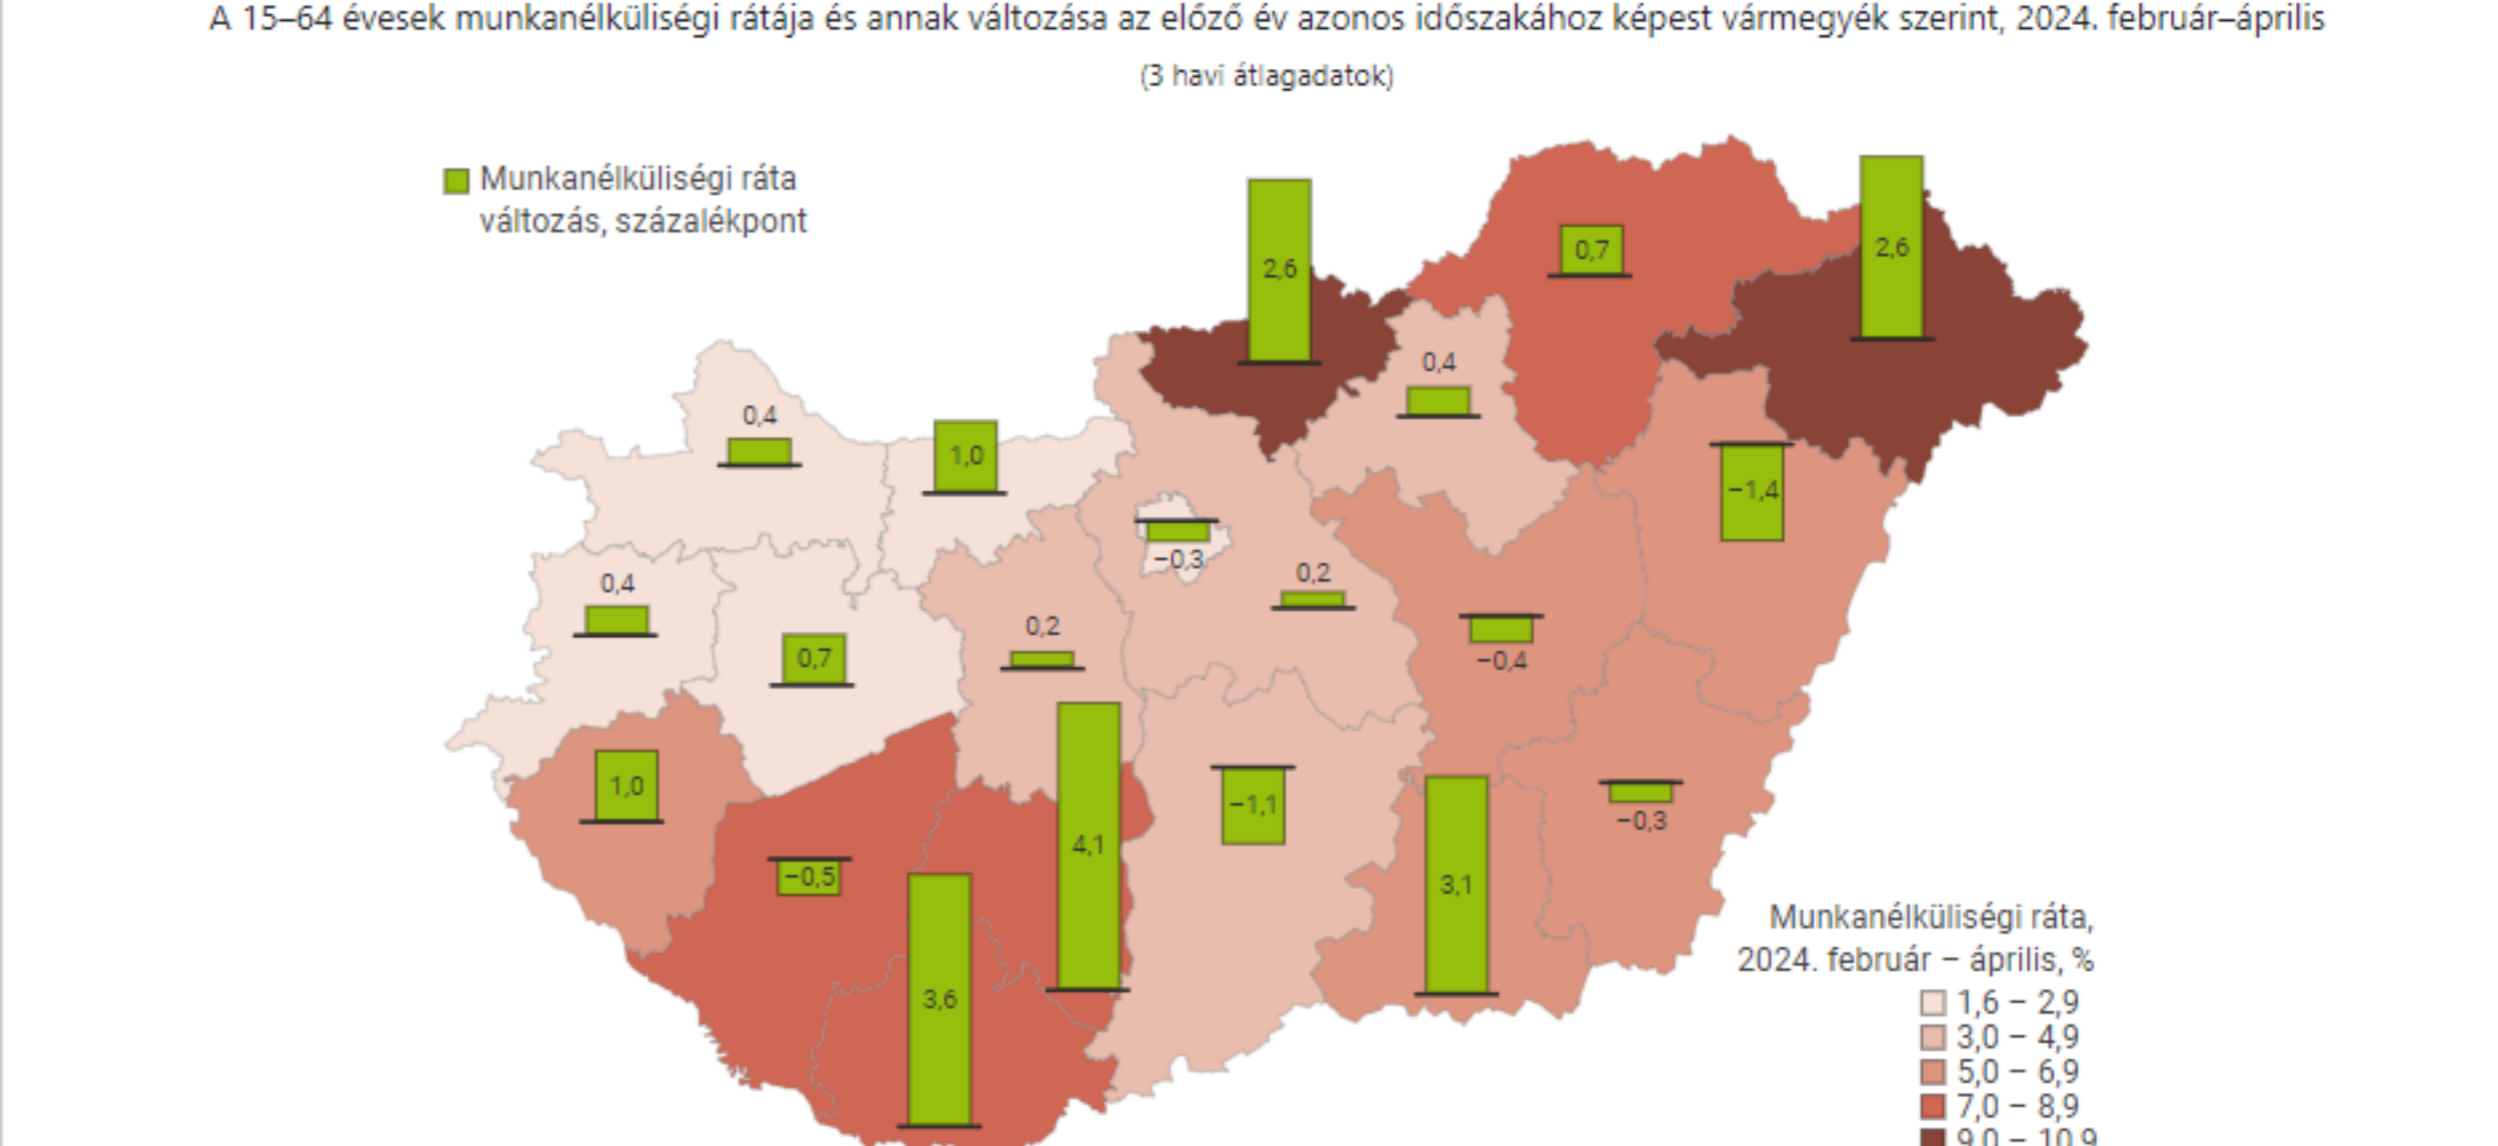 A 15–64 évesek munkanélküliségi rátája és annak változása az előző év azonos időszakához képest vármegyék szerint, 2024. február–április
(3 havi átlagadatok)
Munkanélküliségi ráta
változás, százalékpont
2,6
0,7
2,6
0,4
0,4
1,0
−1,4
−0,3
0,4
0,2
0,2
0,7
−0,4
1,0
−1,1
−0,3
4,1
−0,5
3,1
3,6
Munkanélküliségi ráta,
2024. február – április, %
1,6 – 2,9
3,0 – 4,9
5,0 – 6,9
7,0 – 8,9
9,0 – 10,9